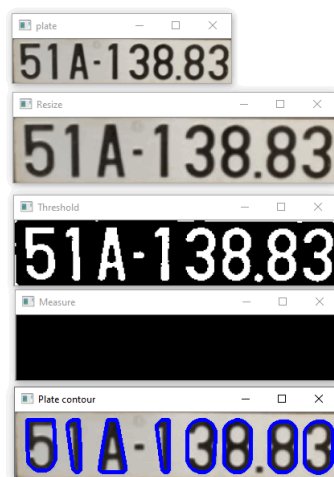 plate
51A-138.83
Resize
51A-138.83
Threshold
51A-138.83
Measure
Plate contour
51A-138.83